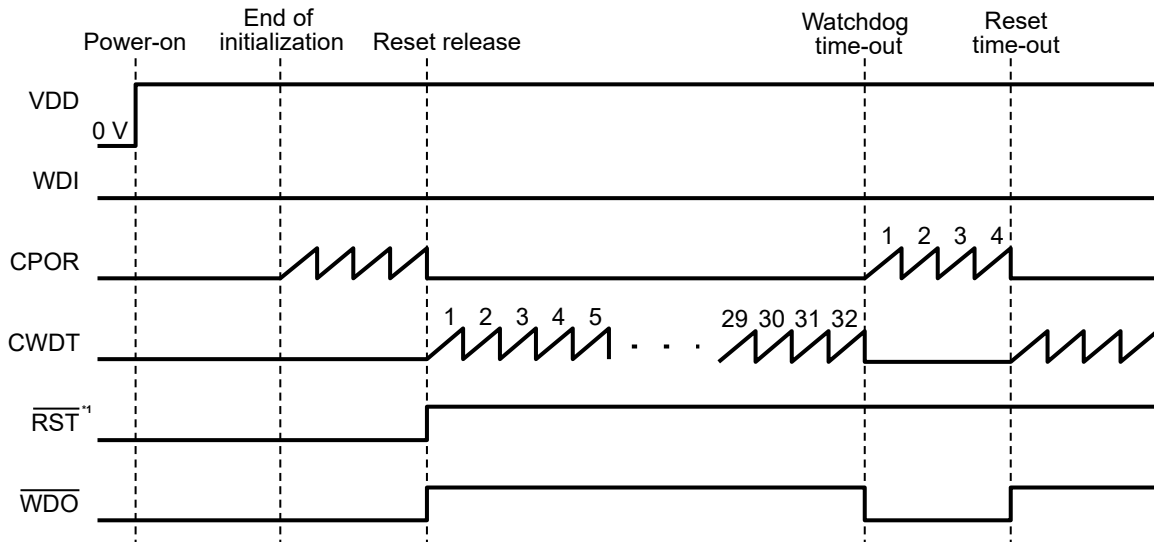 Power-on
End of
initialization
Reset release
Watchdog
time-out
Reset
time-out
VDD
0 V
WDI
CPOR
1 2 3 4
CWDT
1 2 3 4 5 . . . . 29 30 31 32
RST*1
WDO